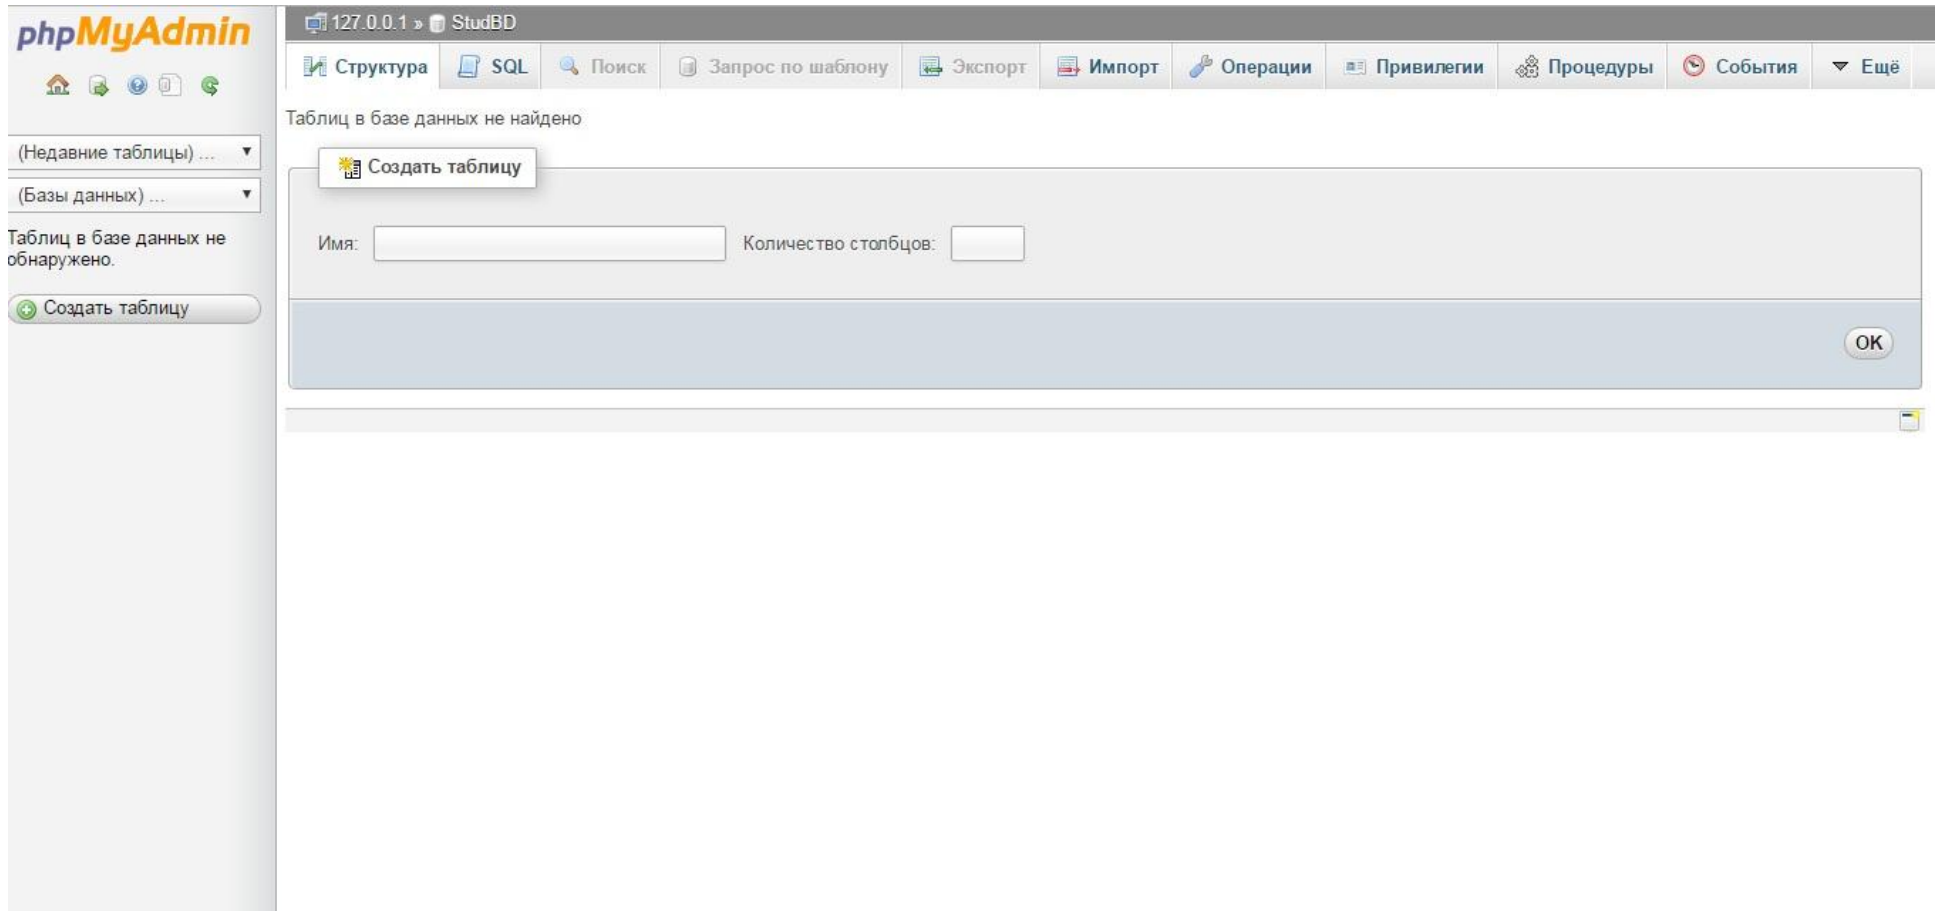 phpMyAdmin
(Недавние таблицы) ...
(Базы данных) ...
Таблиц в базе данных не
обнаружено.
Создать таблицу
127.0.0.1 » StudBD
Структура SQL Поиск Запрос по шаблону Экспорт Импорт Операции Привилегии Процедуры События Ещё
Таблиц в базе данных не найдено
Создать таблицу
Имя: Количество столбцов:
OK